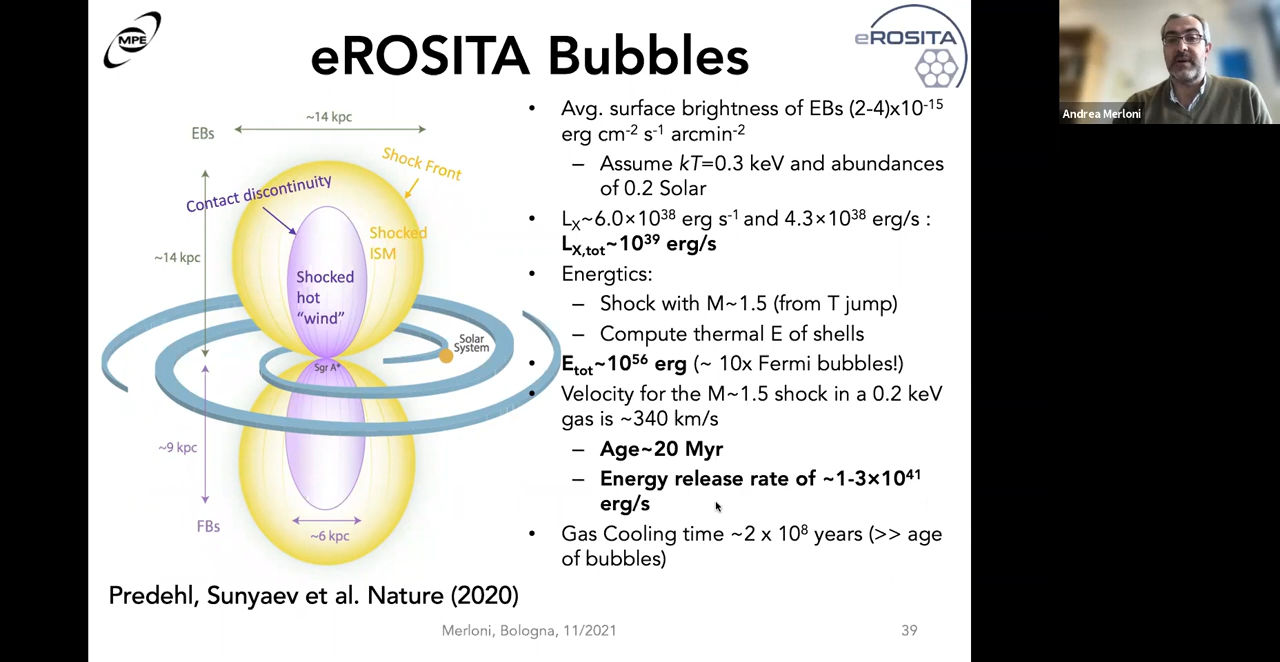 MPE
eROSITA
eROSITA Bubbles
~14 kpc
EBs
Shock Front
Contact discontinuity
Shocked
ISM
~14 kpc
Shocked
hot
“wind”
Solar
System
Sgr A*
~9 kpc
FBs
~6 kpc
• Avg. surface brightness of EBs (2-4)x10⁻¹⁵
erg cm⁻² s⁻¹ arcmin⁻²
– Assume kT=0.3 keV and abundances
of 0.2 Solar
• Lₓ~6.0×10³⁸ erg s⁻¹ and 4.3×10³⁸ erg/s :
L_X,tot~10³⁹ erg/s
• Energtics:
– Shock with M~1.5 (from T jump)
– Compute thermal E of shells
• E_tot~10⁵⁶ erg (~ 10x Fermi bubbles!)
• Velocity for the M~1.5 shock in a 0.2 keV
gas is ~340 km/s
– Age~20 Myr
– Energy release rate of ~1-3×10⁴¹
erg/s
• Gas Cooling time ~2 x 10⁸ years (>> age
of bubbles)
Predehl, Sunyaev et al. Nature (2020)
Merloni, Bologna, 11/2021
39
Andrea Merloni